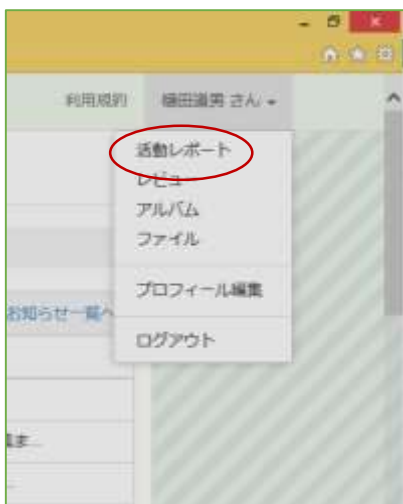 利用規約 植田道男 さん
活動レポート
レビュー
アルバム
ファイル
プロフィール編集
お知らせ一覧へ
ログアウト